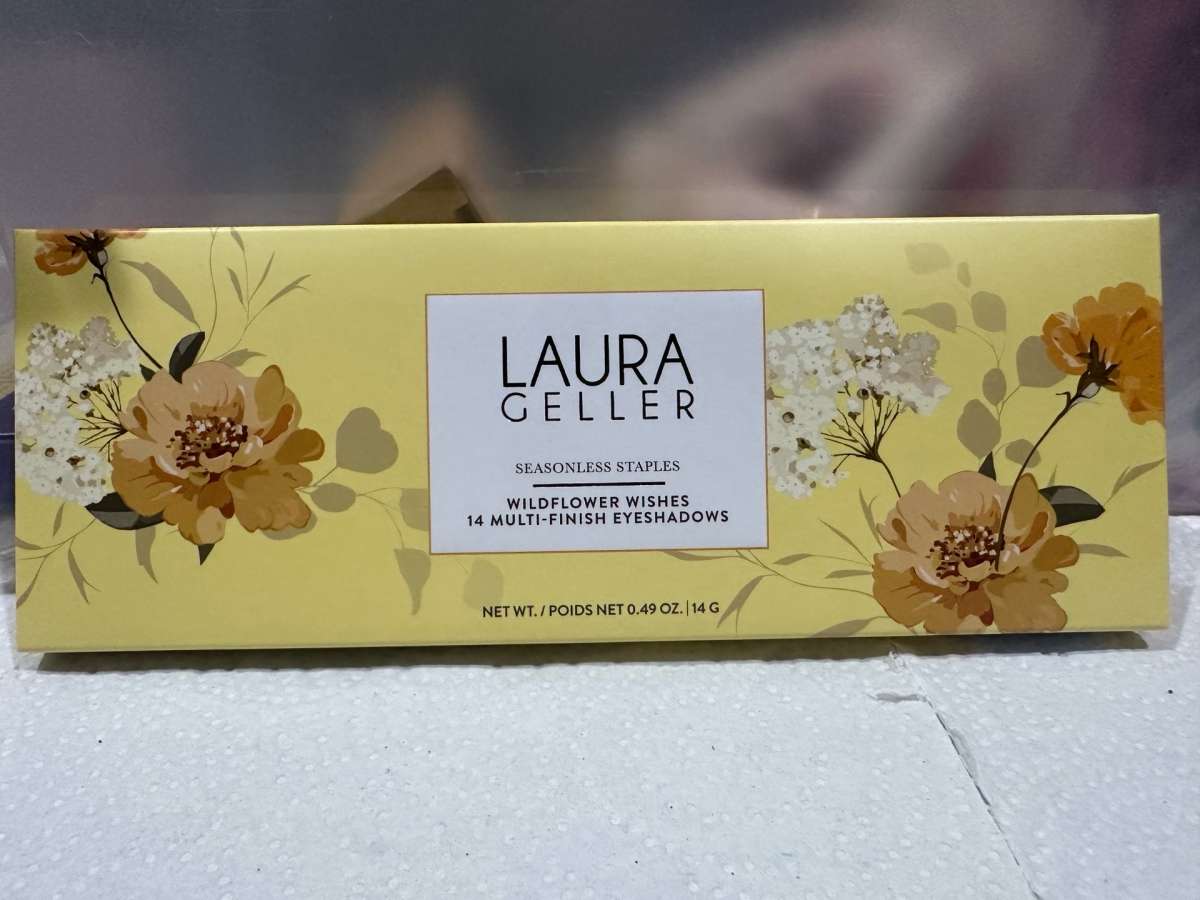 LAURA
GELLER
SEASONLESS STAPLES
WILDFLOWER WISHES
14 MULTI-FINISH EYESHADOWS
NET WT. / POIDS NET 0.49 OZ. | 14 G